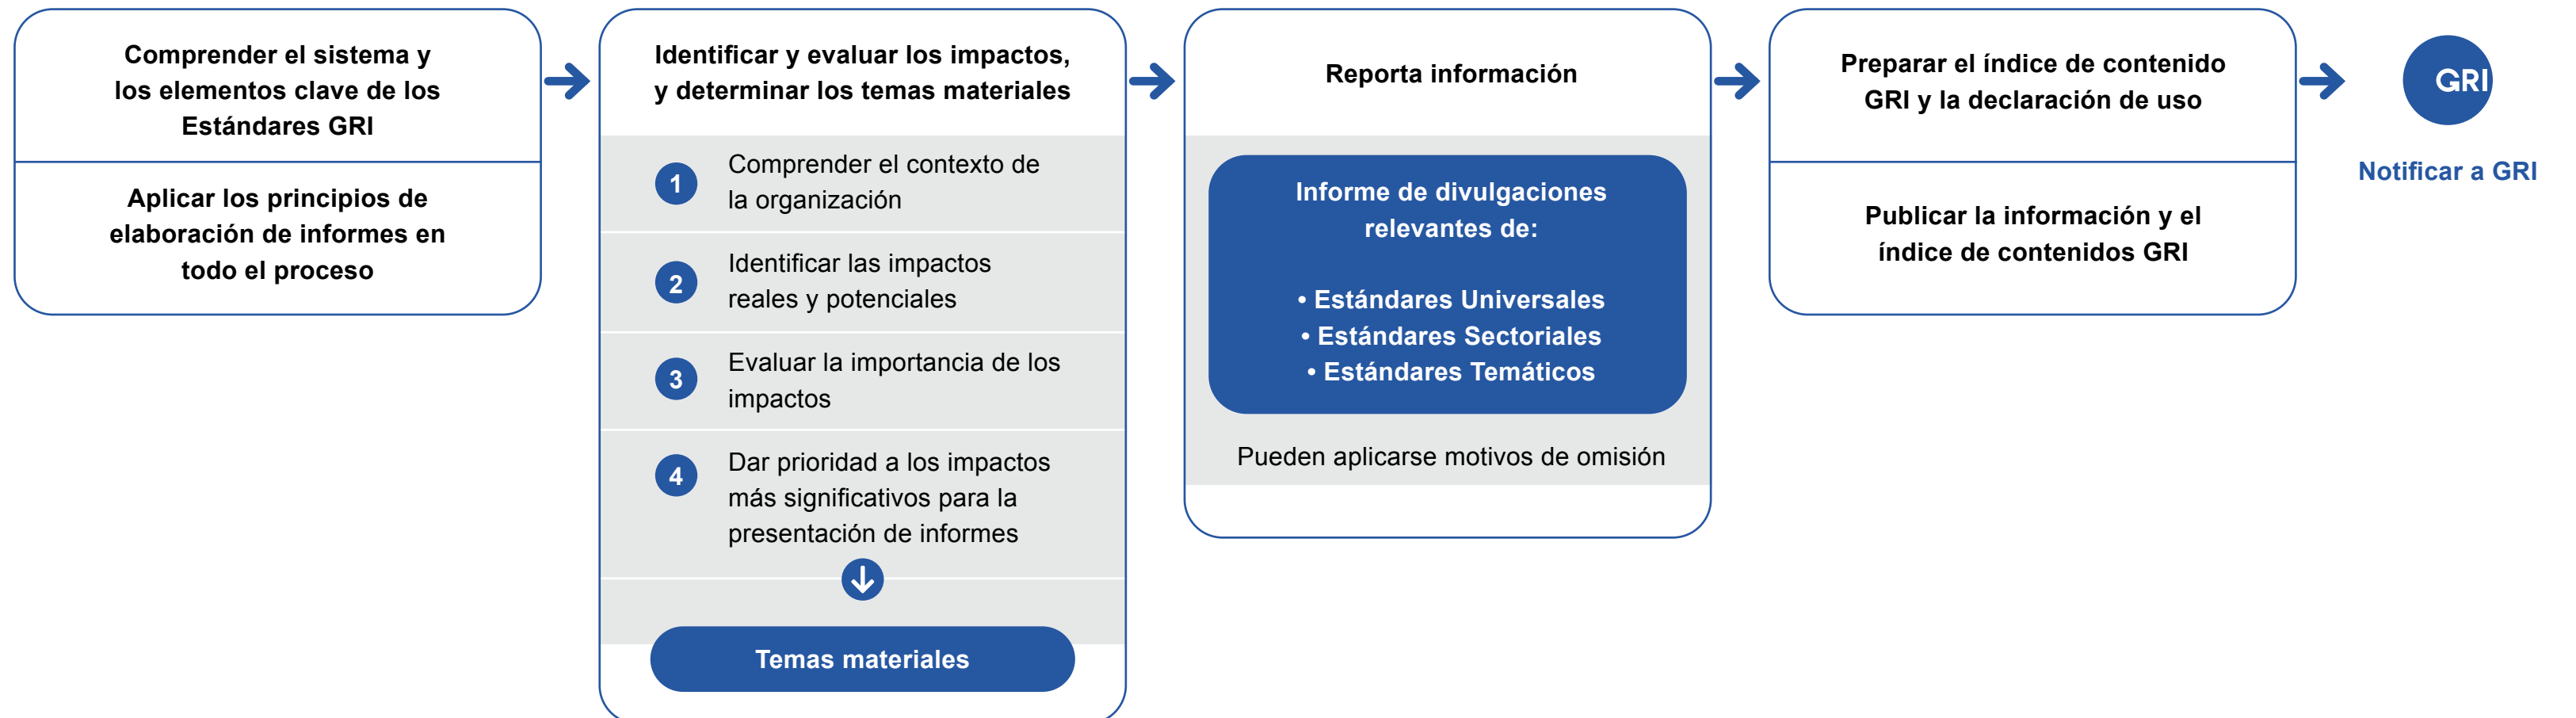 Comprender el sistema y
los elementos clave de los
Estándares GRI
Aplicar los principios de
elaboración de informes en
todo el proceso
Identificar y evaluar los impactos,
y determinar los temas materiales
1 Comprender el contexto de
la organización
2 Identificar las impactos
reales y potenciales
3 Evaluar la importancia de los
impactos
4 Dar prioridad a los impactos
más significativos para la
presentación de informes
Temas materiales
Reporta información
Informe de divulgaciones
relevantes de:
• Estándares Universales
• Estándares Sectoriales
• Estándares Temáticos
Pueden aplicarse motivos de omisión
Preparar el índice de contenido
GRI y la declaración de uso
Publicar la información y el
índice de contenidos GRI
GRI
Notificar a GRI